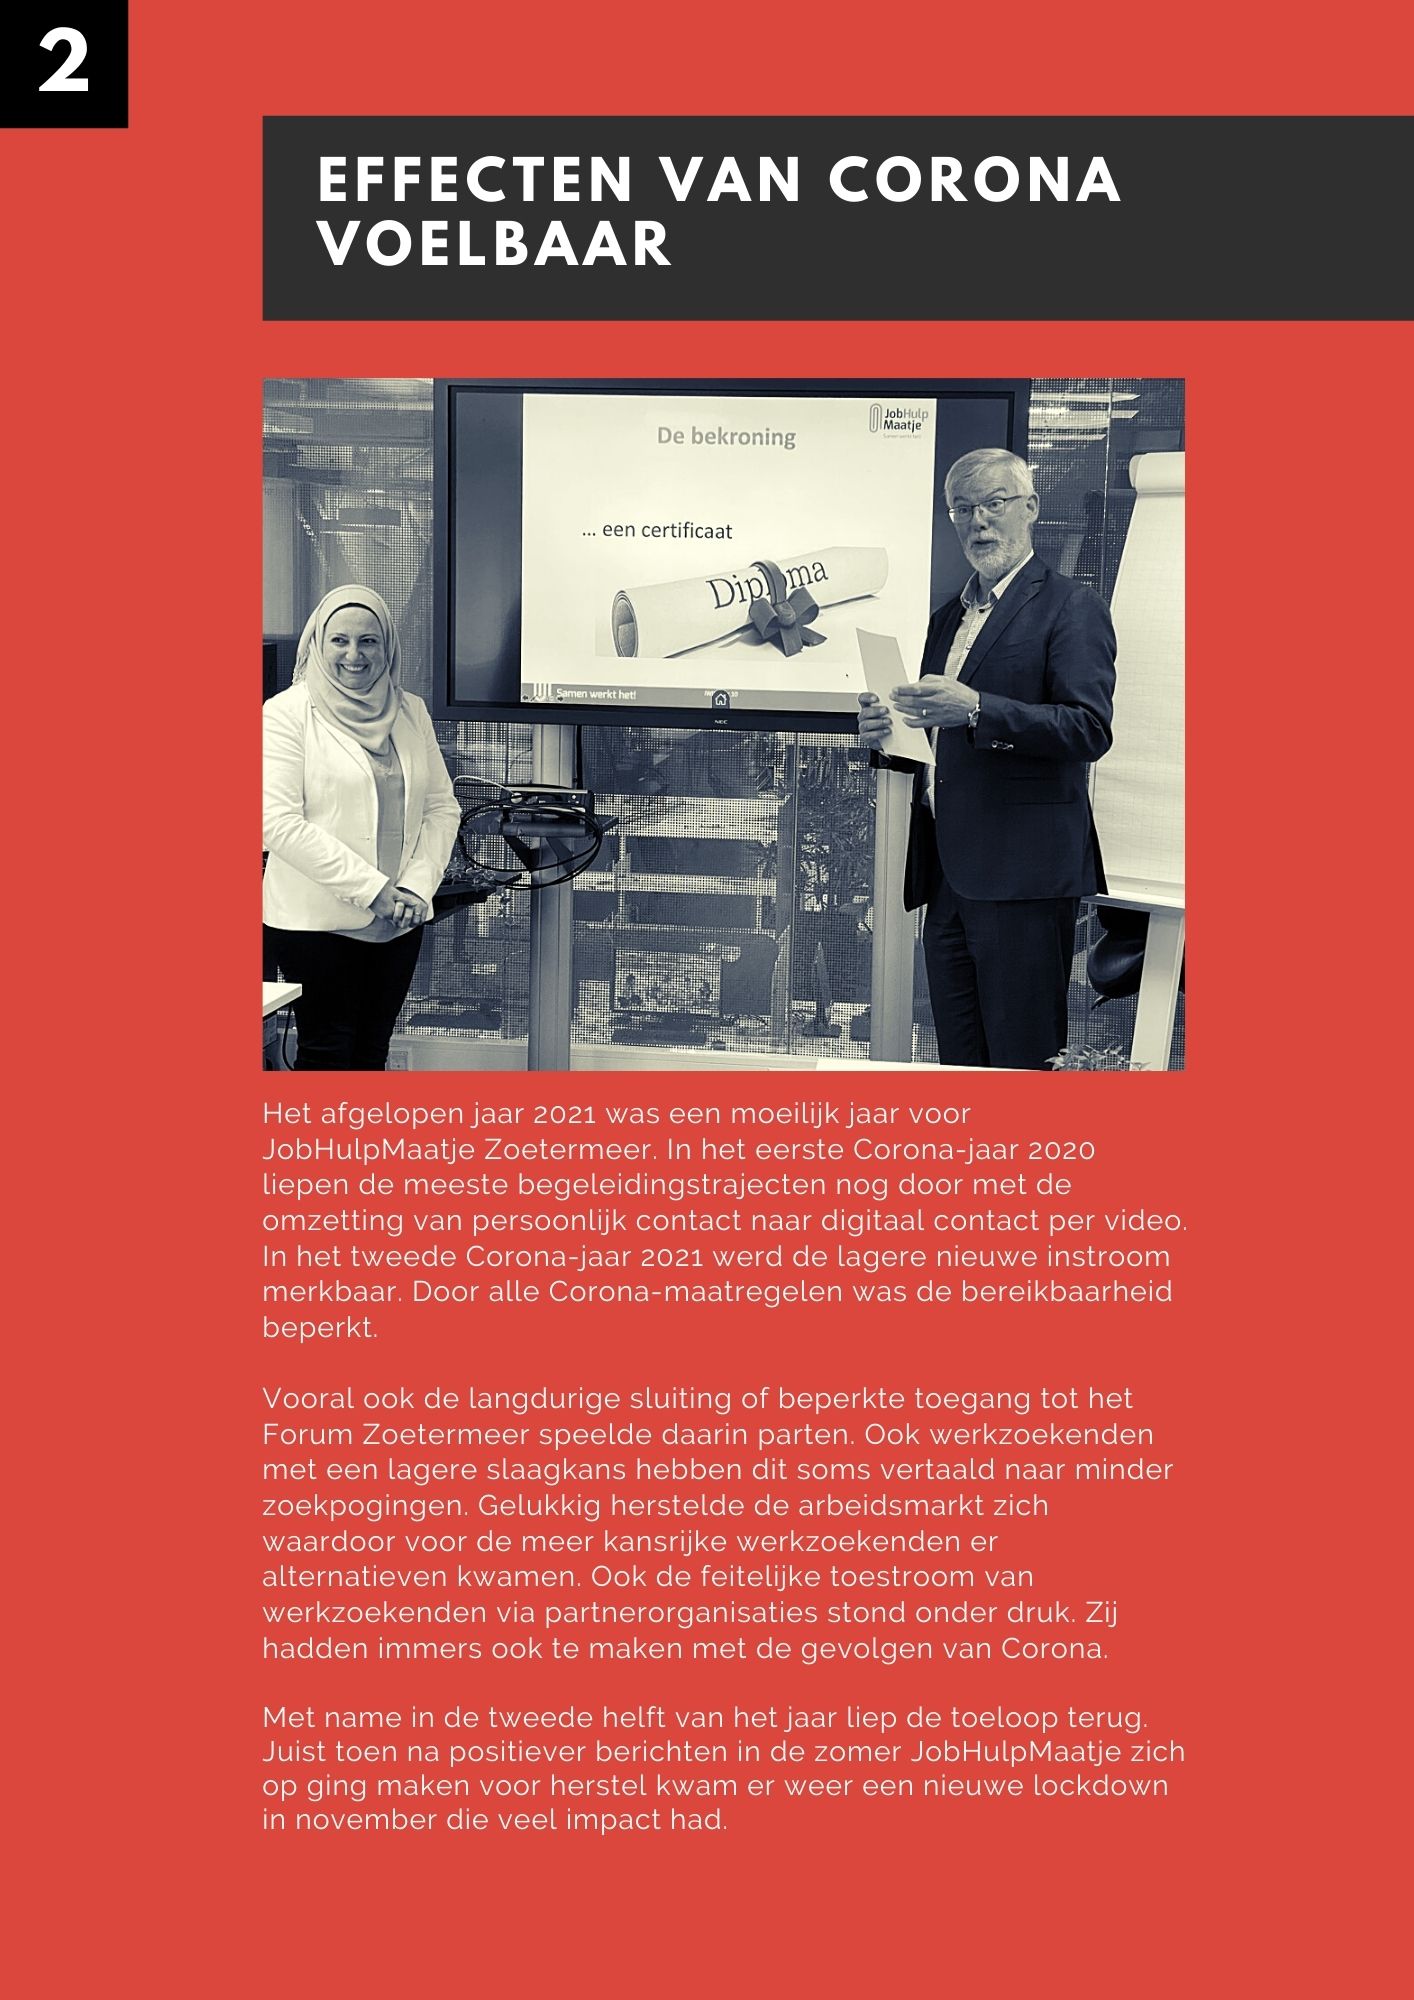 2
EFFECTEN VAN CORONA
VOELBAAR
JobHulp
Maatje
De bekroning
... een certificaat
Diploma
Samen werkt het!
NEC
Het afgelopen jaar 2021 was een moeilijk jaar voor
JobHulpMaatje Zoetermeer. In het eerste Corona-jaar 2020
liepen de meeste begeleidingstrajecten nog door met de
omzetting van persoonlijk contact naar digitaal contact per video.
In het tweede Corona-jaar 2021 werd de lagere nieuwe instroom
merkbaar. Door alle Corona-maatregelen was de bereikbaarheid
beperkt.
Vooral ook de langdurige sluiting of beperkte toegang tot het
Forum Zoetermeer speelde daarin parten. Ook werkzoekenden
met een lagere slaagkans hebben dit soms vertaald naar minder
zoekpogingen. Gelukkig herstelde de arbeidsmarkt zich
waardoor voor de meer kansrijke werkzoekenden er
alternatieven kwamen. Ook de feitelijke toestroom van
werkzoekenden via partnerorganisaties stond onder druk. Zij
hadden immers ook te maken met de gevolgen van Corona.
Met name in de tweede helft van het jaar liep de toeloop terug.
Juist toen na positiever berichten in de zomer JobHulpMaatje zich
op ging maken voor herstel kwam er weer een nieuwe lockdown
in november die veel impact had.